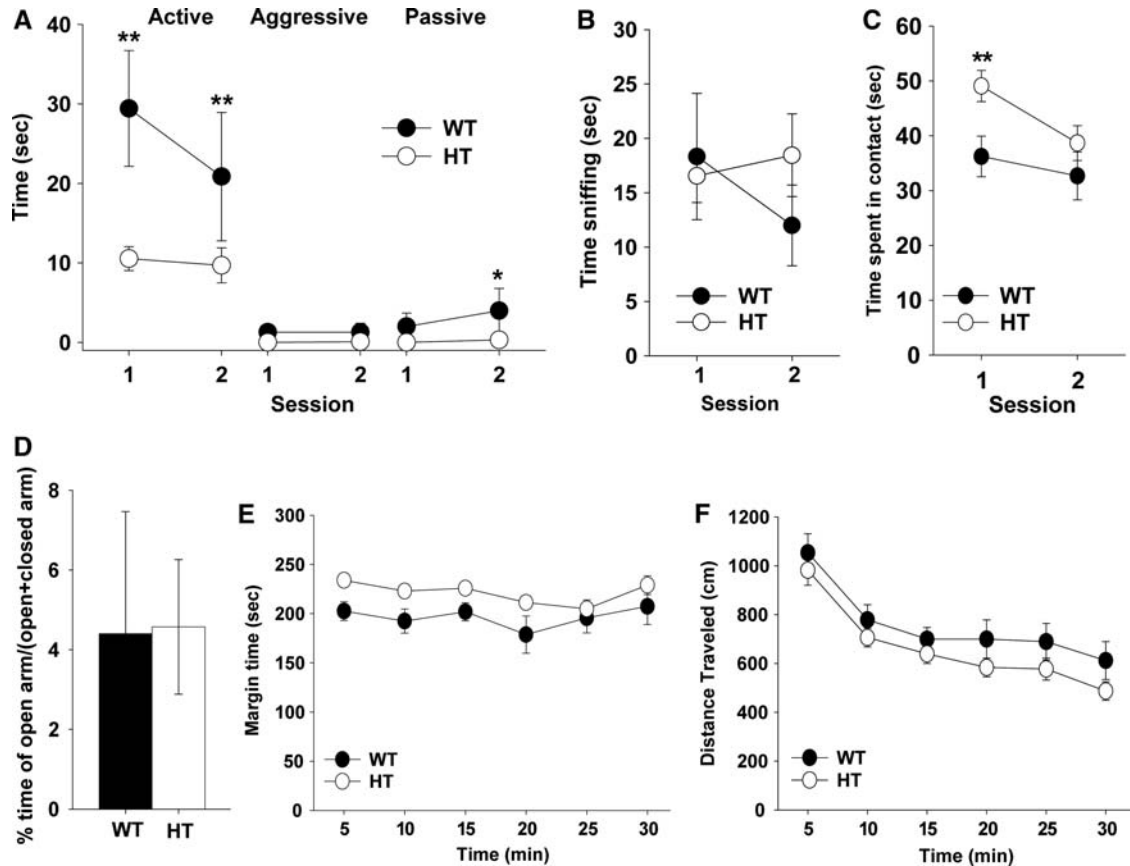 A
Active Aggressive Passive
Time (sec)
40
30
20
10
0
**
**
*
WT
HT
1 2 1 2 1 2
Session
B
Time sniffing (sec)
30
25
20
15
10
5
0
WT
HT
1 2
Session
C
Time spent in contact (sec)
60
50
40
30
20
10
0
**
WT
HT
1 2
Session
D
% time of open arm/(open+closed arm)
8
6
4
2
0
WT HT
E
Margin time (sec)
300
250
200
150
100
50
0
WT
HT
5 10 15 20 25 30
Time (min)
F
Distance Traveled (cm)
1200
1000
800
600
400
200
0
WT
HT
5 10 15 20 25 30
Time (min)